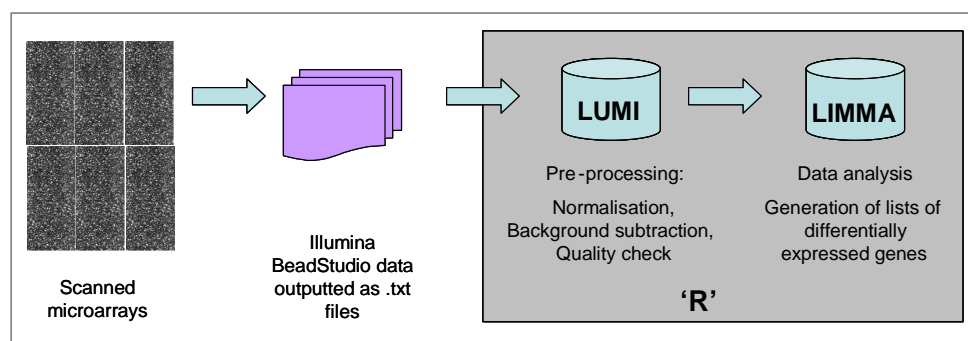 Scanned
microarrays
Illumina
BeadStudio data
outputted as .txt
files
LUMI
Pre-processing:
Normalisation,
Background subtraction,
Quality check
LIMMA
Data analysis
Generation of lists of
differentially
expressed genes
‘R’